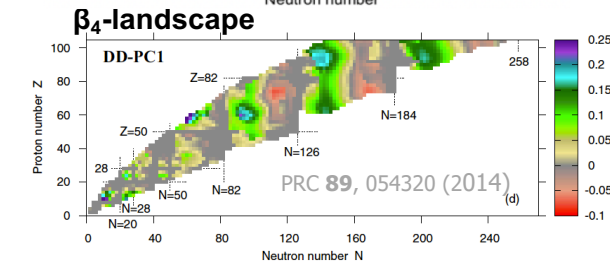 Neutron number
β₄-landscape
DD-PC1
Proton number Z
100
80
60
40
20
0
Z=82
Z=50
28
N=20
N=28
N=50
N=82
N=126
N=184
258
PRC 89, 054320 (2014)
(d)
0 40 80 120 160 200 240
Neutron number N
0.25
0.2
0.15
0.1
0.05
0
-0.05
-0.1